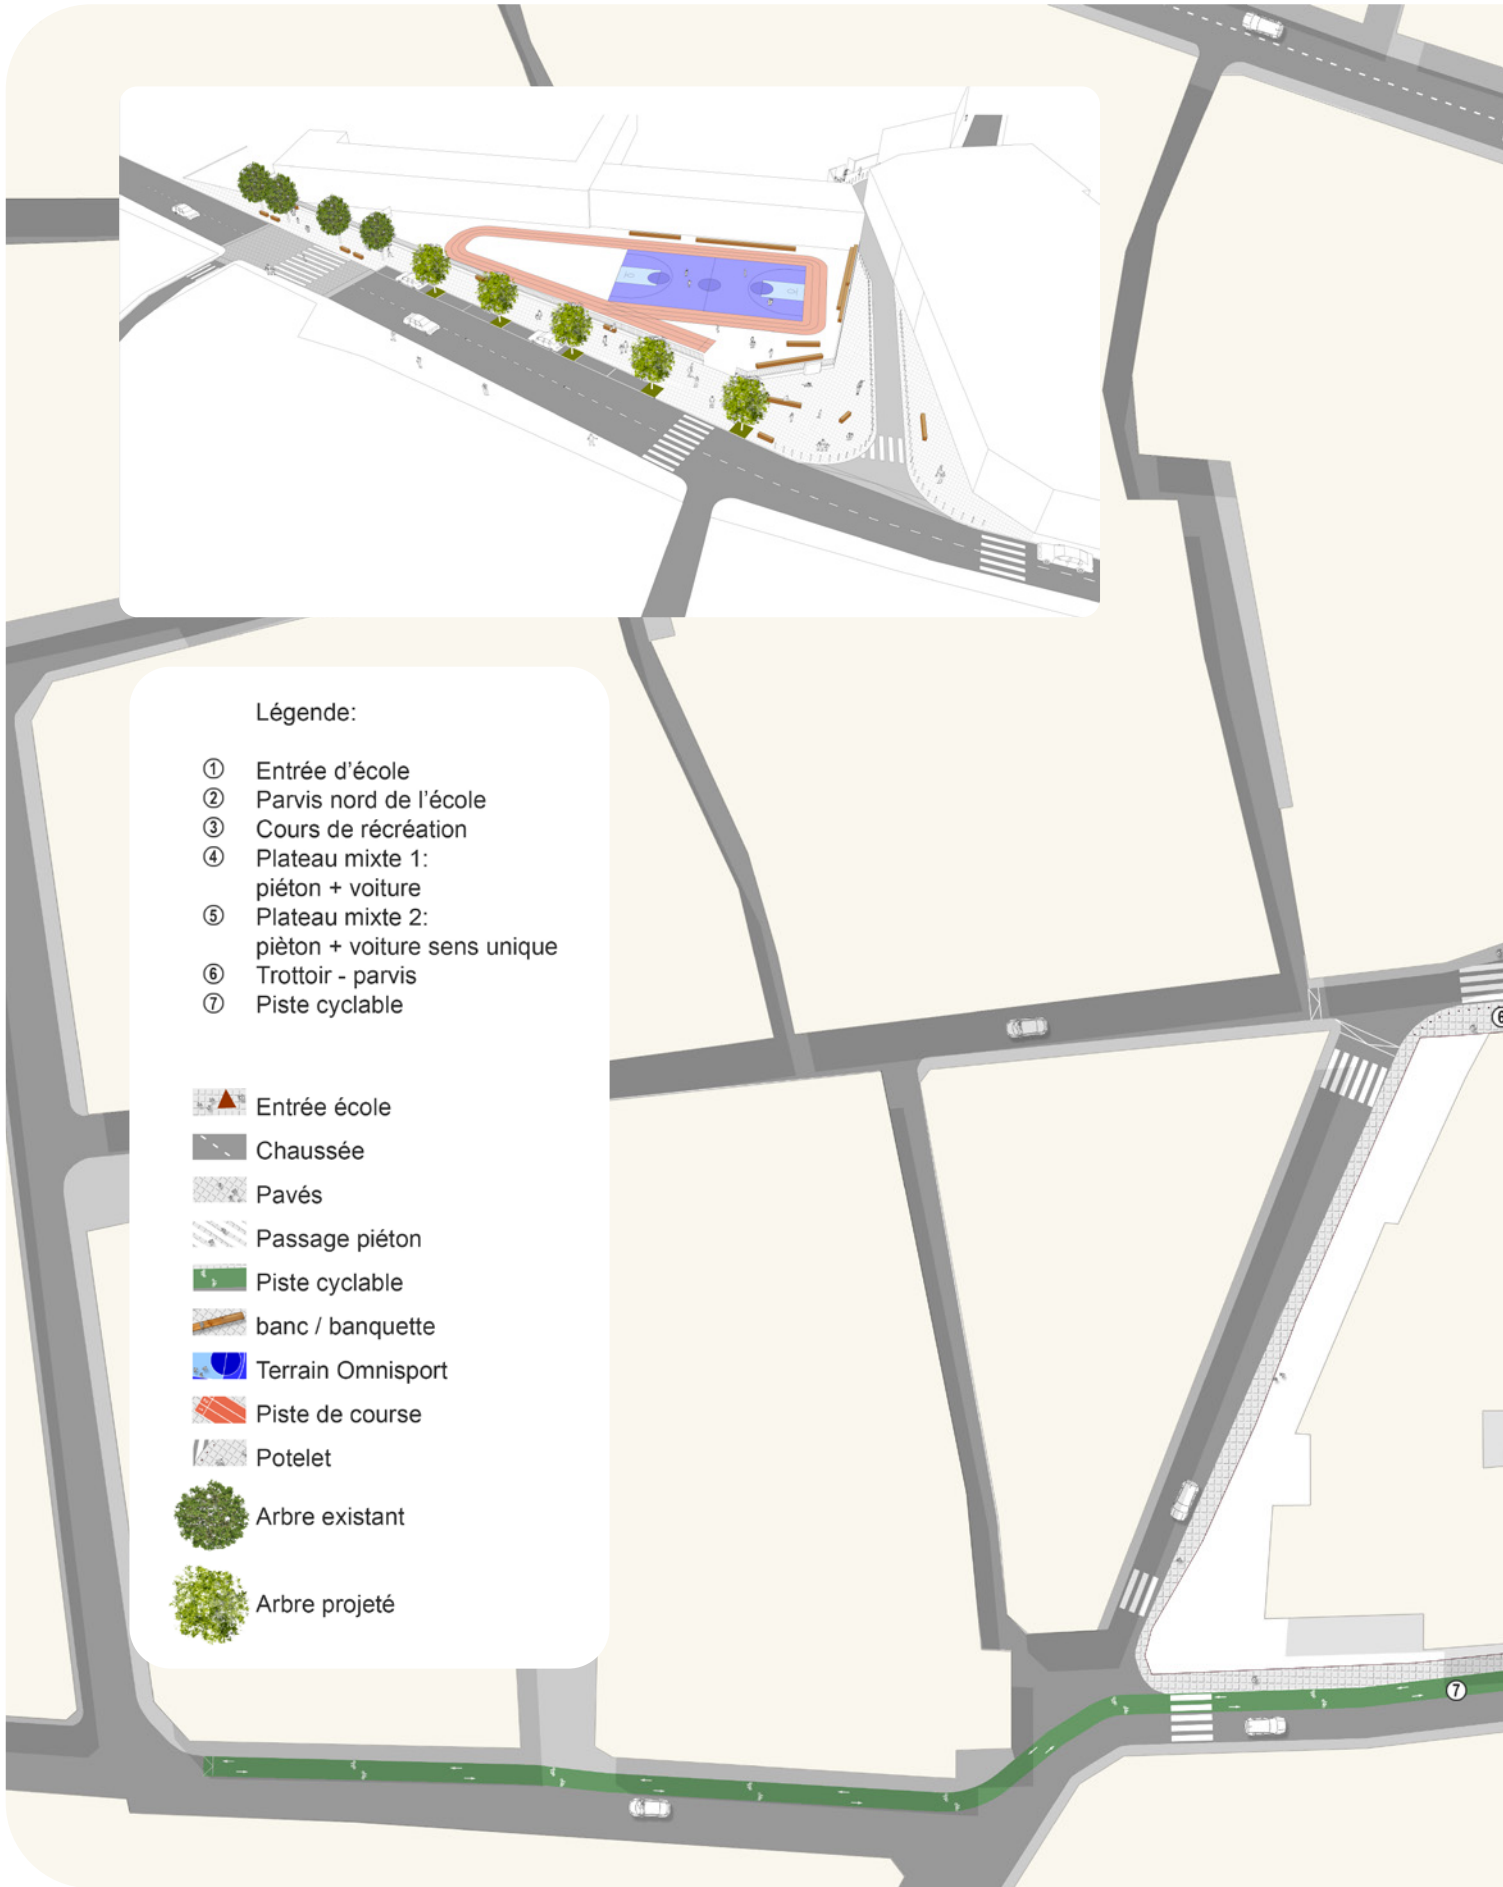 Légende:
① Entrée d'école
② Parvis nord de l'école
③ Cours de récréation
④ Plateau mixte 1:
piéton + voiture
⑤ Plateau mixte 2:
pièton + voiture sens unique
⑥ Trottoir - parvis
⑦ Piste cyclable
Entrée école
Chaussée
Pavés
Passage piéton
Piste cyclable
banc / banquette
Terrain Omnisport
Piste de course
Potelet
Arbre existant
Arbre projeté
⑥
⑦